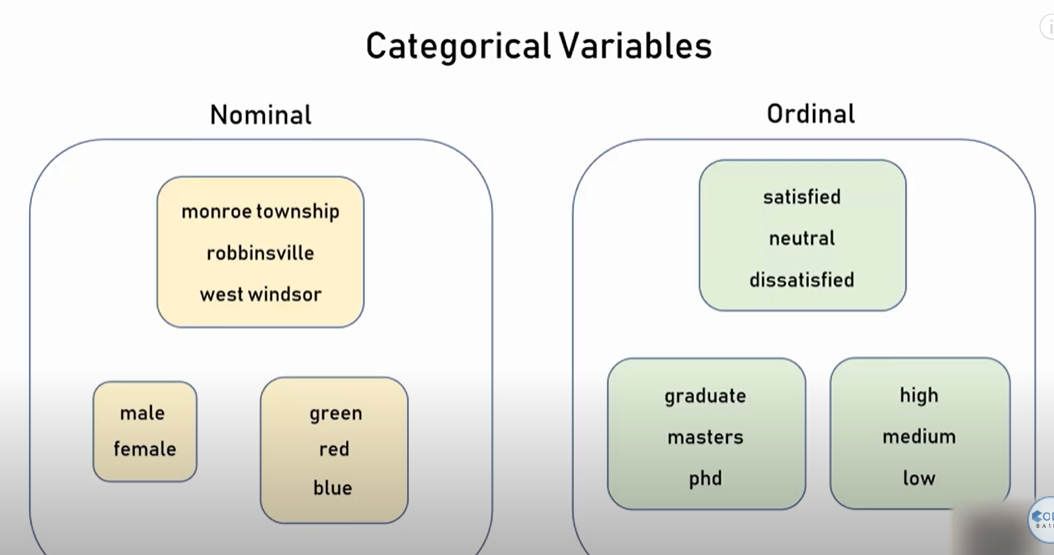 Categorical Variables
Nominal
monroe township
robbinsville
west windsor
male
female
green
red
blue
Ordinal
satisfied
neutral
dissatisfied
graduate
masters
phd
high
medium
low